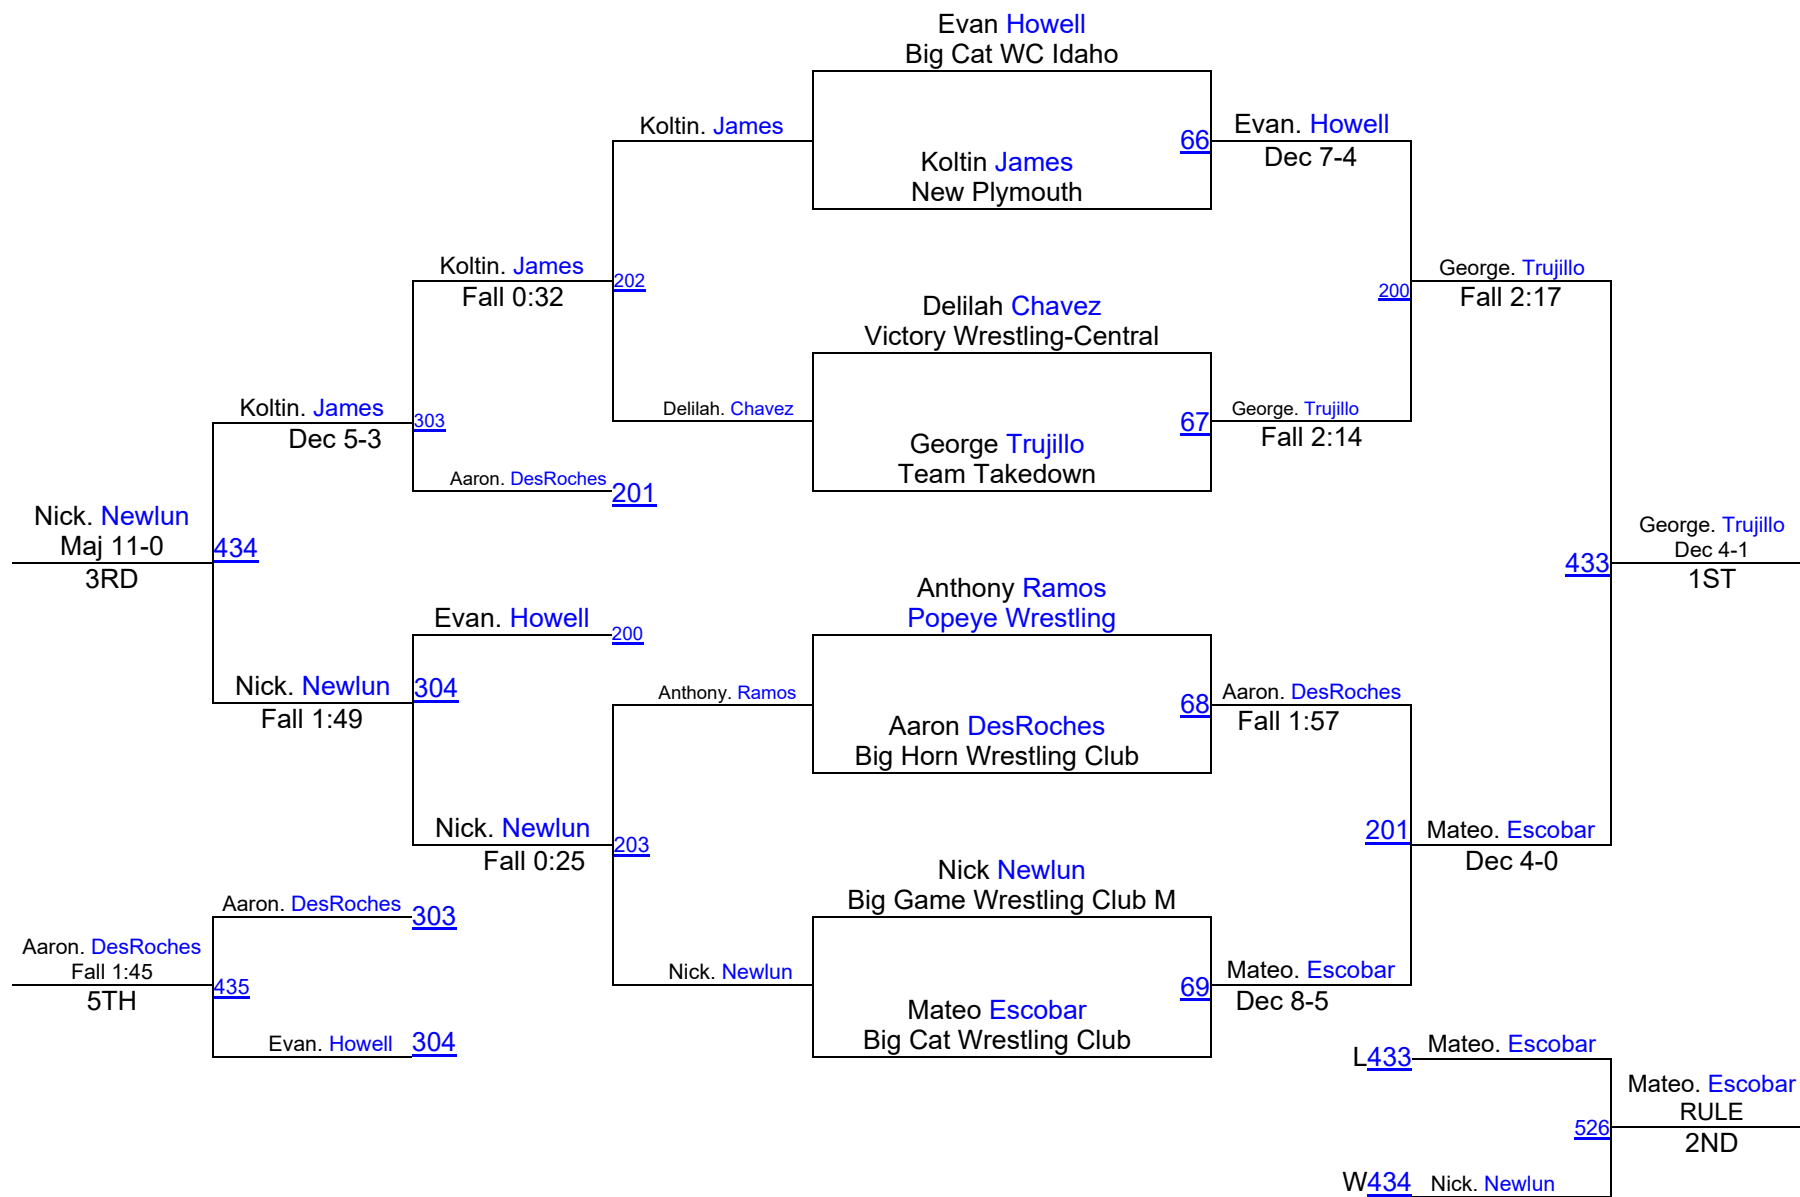 Evan Howell
Big Cat WC Idaho
Koltin. James
66
Evan. Howell
Dec 7-4
Koltin James
New Plymouth
Koltin. James
Fall 0:32
202
Delilah Chavez
Victory Wrestling-Central
200
George. Trujillo
Fall 2:17
Koltin. James
Dec 5-3
303
Delilah. Chavez
67
George. Trujillo
Fall 2:14
George Trujillo
Team Takedown
Aaron. DesRoches
201
Nick. Newlun
Maj 11-0
3RD
434
433
George. Trujillo
Dec 4-1
1ST
Anthony Ramos
Popeye Wrestling
Evan. Howell
200
Nick. Newlun
Fall 1:49
304
Anthony. Ramos
68
Aaron. DesRoches
Fall 1:57
Aaron DesRoches
Big Horn Wrestling Club
Nick. Newlun
Fall 0:25
203
201
Mateo. Escobar
Dec 4-0
Nick Newlun
Big Game Wrestling Club M
Aaron. DesRoches
303
Aaron. DesRoches
Fall 1:45
5TH
435
Nick. Newlun
69
Mateo. Escobar
Dec 8-5
Mateo Escobar
Big Cat Wrestling Club
Evan. Howell
304
L433
Mateo. Escobar
526
Mateo. Escobar
RULE
2ND
W434
Nick. Newlun